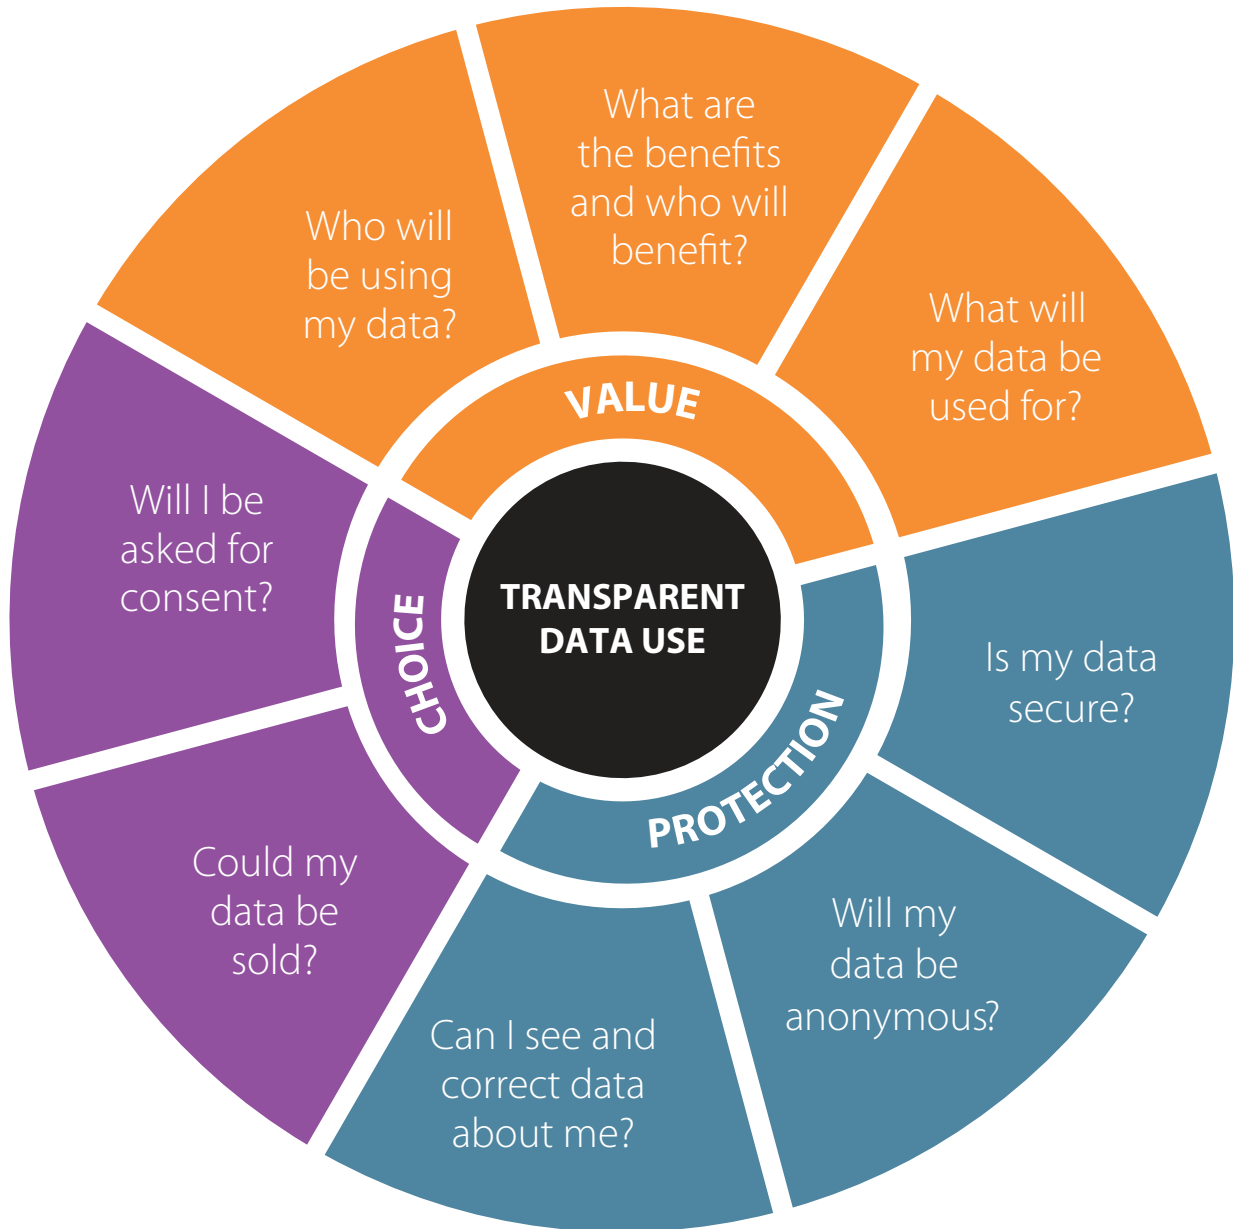 What are
the benefits
and who will
benefit?
Who will
be using
my data?
What will
my data be
used for?
VALUE
Will I be
asked for
consent?
CHOICE
TRANSPARENT
DATA USE
Is my data
secure?
PROTECTION
Could my
data be
sold?
Will my
data be
anonymous?
Can I see and
correct data
about me?